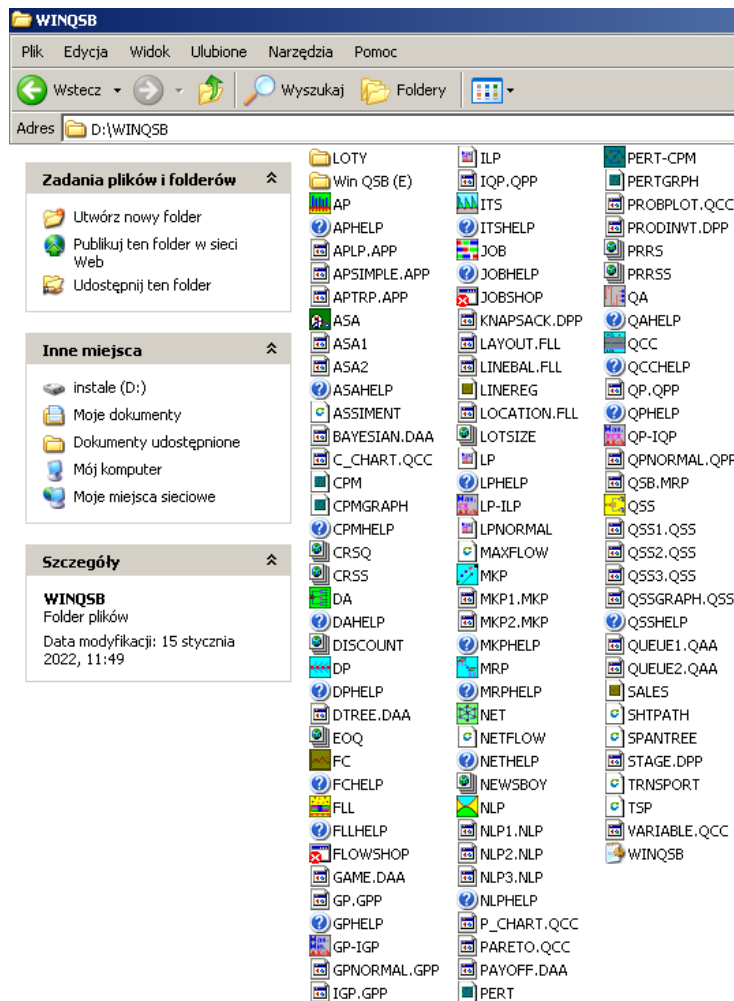 WINQSB
Plik Edycja Widok Ulubione Narzędzia Pomoc
Wstecz Wyszukaj Foldery
Adres D:\WINQSB
Zadania plików i folderów
Utwórz nowy folder
Publikuj ten folder w sieci
Web
Udostępnij ten folder
Inne miejsca
instale (D:)
Moje dokumenty
Dokumenty udostępnione
Mój komputer
Moje miejsca sieciowe
Szczegóły
WINQSB
Folder plików
Data modyfikacji: 15 stycznia
2022, 11:49
LOTY
Win QSB (E)
AP
APHELP
APLP.APP
APSIMPLE.APP
APTRP.APP
ASA
ASA1
ASA2
ASAHELP
ASSIMENT
BAYESIAN.DAA
C_CHART.QCC
CPM
CPMGRAPH
CPMHELP
CRSQ
CRSS
DA
DAHELP
DISCOUNT
DP
DPHELP
DTREE.DAA
EOQ
FC
FCHELP
FLL
FLLHELP
FLOWSHOP
GAME.DAA
GP.GPP
GPHELP
GP-IGP
GPNORMAL.GPP
IGP.GPP
ILP
IQP.QPP
ITS
ITSHELP
JOB
JOBHELP
JOBSHOP
KNAPSACK.DPP
LAYOUT.FLL
LINEBAL.FLL
LINEREG
LOCATION.FLL
LOTSIZE
LP
LPHELP
LP-ILP
LPNORMAL
MAXFLOW
MKP
MKP1.MKP
MKP2.MKP
MKPHELP
MRP
MRPHELP
NET
NETFLOW
NETHELP
NEWSBOY
NLP
NLP1.NLP
NLP2.NLP
NLP3.NLP
NLPHELP
P_CHART.QCC
PARETO.QCC
PAYOFF.DAA
PERT
PERT-CPM
PERTGRPH
PROBPLOT.QCC
PRODINVT.DPP
PRRS
PRRSS
QA
QAHELP
QCC
QCCHELP
QP.QPP
QPHELP
QP-IQP
QPNORMAL.QPP
QSB.MRP
QSS
QSS1.QSS
QSS2.QSS
QSS3.QSS
QSSGRAPH.QSS
QSSHELP
QUEUE1.QAA
QUEUE2.QAA
SALES
SHTPATH
SPANTREE
STAGE.DPP
TRNSPORT
TSP
VARIABLE.QCC
WINQSB